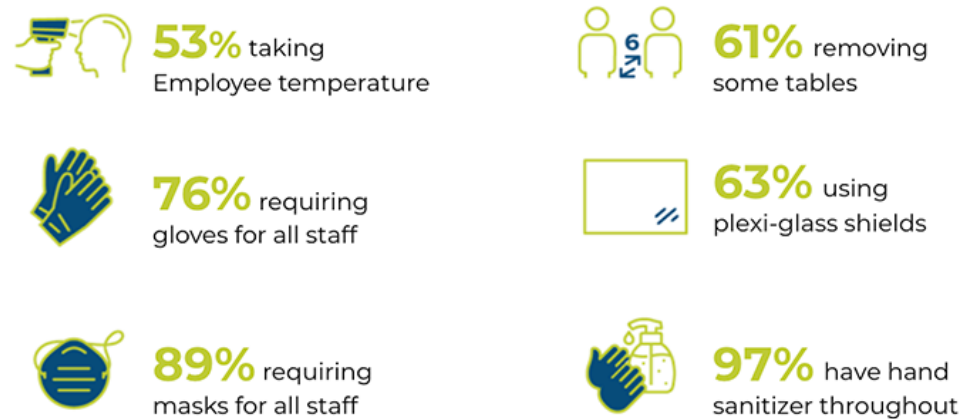 53% taking
Employee temperature
6
61% removing
some tables
76% requiring
gloves for all staff
63% using
plexi-glass shields
89% requiring
masks for all staff
97% have hand
sanitizer throughout